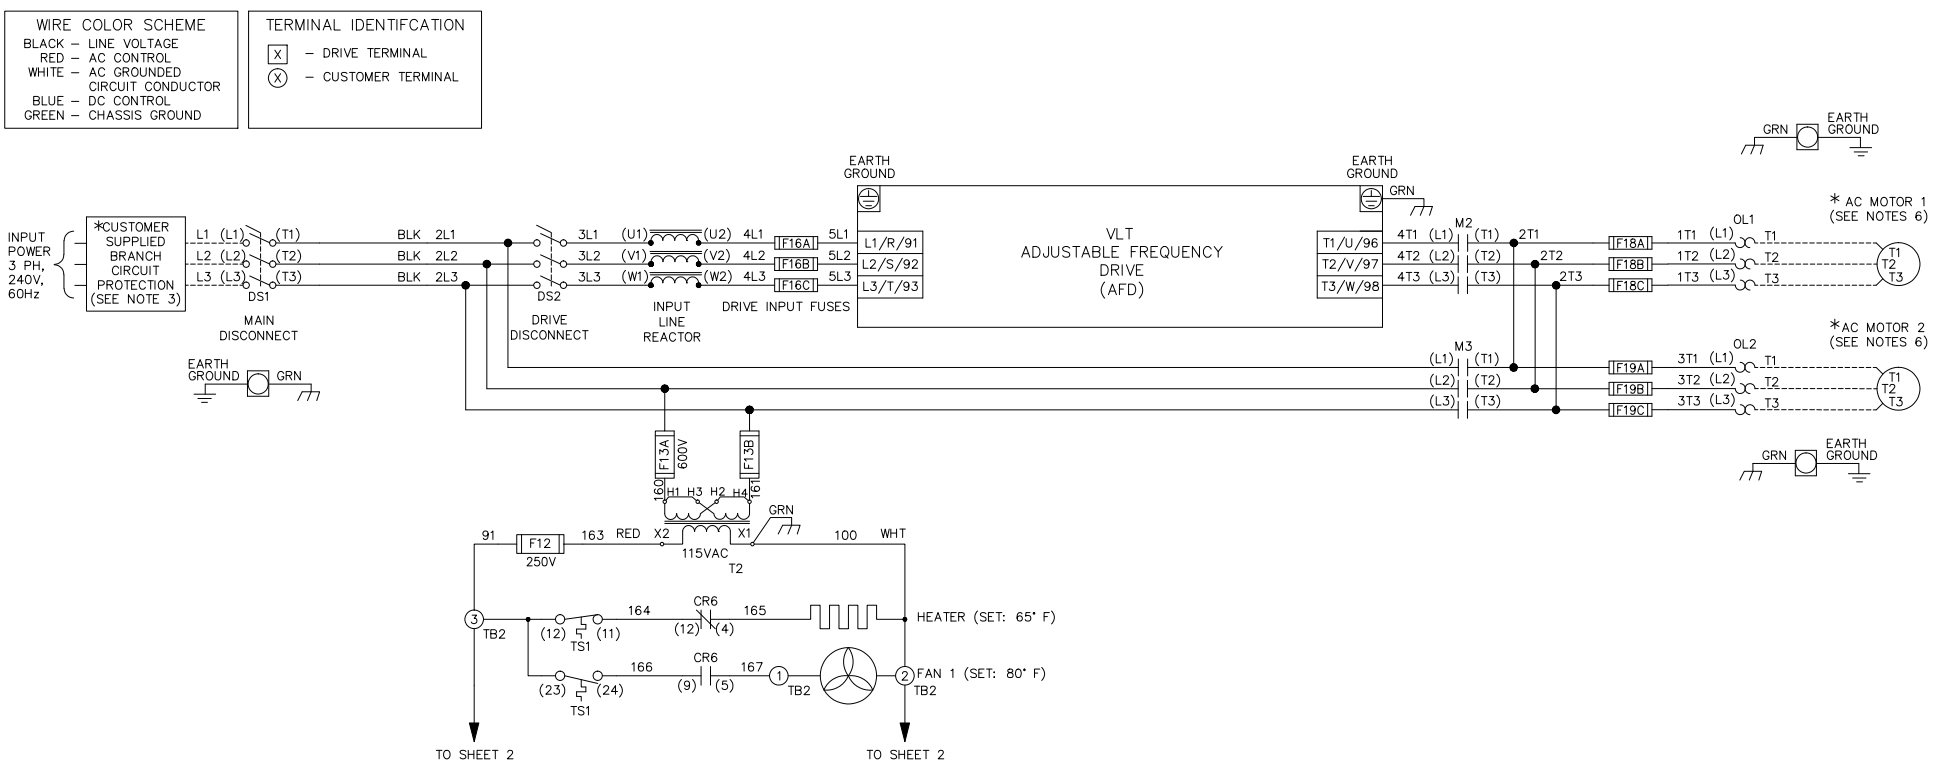 WIRE COLOR SCHEME
BLACK – LINE VOLTAGE
RED – AC CONTROL
WHITE – AC GROUNDED
CIRCUIT CONDUCTOR
BLUE – DC CONTROL
GREEN – CHASSIS GROUND
TERMINAL IDENTIFCATION
X – DRIVE TERMINAL
X – CUSTOMER TERMINAL
INPUT
POWER
3 PH,
240V,
60Hz
*CUSTOMER
SUPPLIED
BRANCH
CIRCUIT
PROTECTION
(SEE NOTE 3)
L1 (L1) (T1) BLK 2L1 3L1 (U1) (U2) 4L1 F16A 5L1 L1/R/91
L2 (L2) (T2) BLK 2L2 3L2 (V1) (V2) 4L2 F16B 5L2 L2/S/92
L3 (L3) (T3) BLK 2L3 3L3 (W1) (W2) 4L3 F16C 5L3 L3/T/93
DS1
MAIN
DISCONNECT
DS2
DRIVE
DISCONNECT
INPUT
LINE
REACTOR
DRIVE INPUT FUSES
EARTH
GROUND
VLT
ADJUSTABLE FREQUENCY
DRIVE
(AFD)
EARTH
GROUND
GRN
M2
T1/U/96 4T1 (L1) (T1) 2T1 F18A 1T1 (L1) T1
T2/V/97 4T2 (L2) (T2) 2T2 F18B 1T2 (L2) T2
T3/W/98 4T3 (L3) (T3) 2T3 F18C 1T3 (L3) T3
OL1
GRN
EARTH
GROUND
* AC MOTOR 1
(SEE NOTES 6)
T1
T2
T3
EARTH
GROUND
GRN
M3
(L1) (T1) F19A 3T1 (L1) T1
(L2) (T2) F19B 3T2 (L2) T2
(L3) (T3) F19C 3T3 (L3) T3
OL2
*AC MOTOR 2
(SEE NOTES 6)
T1
T2
T3
GRN
EARTH
GROUND
F13A
600V
F13B
160
H1 H3 H2 H4
161
GRN
91 F12 163 RED X2 X1 100 WHT
250V
115VAC
T2
3
TB2
(12) (11) 164 CR6 (12) (4) 165
TS1
HEATER (SET: 65° F)
(23) (24) 166 CR6 (9) (5) 167 1 TB2
TS1
2
TB2
FAN 1 (SET: 80° F)
TO SHEET 2
TO SHEET 2